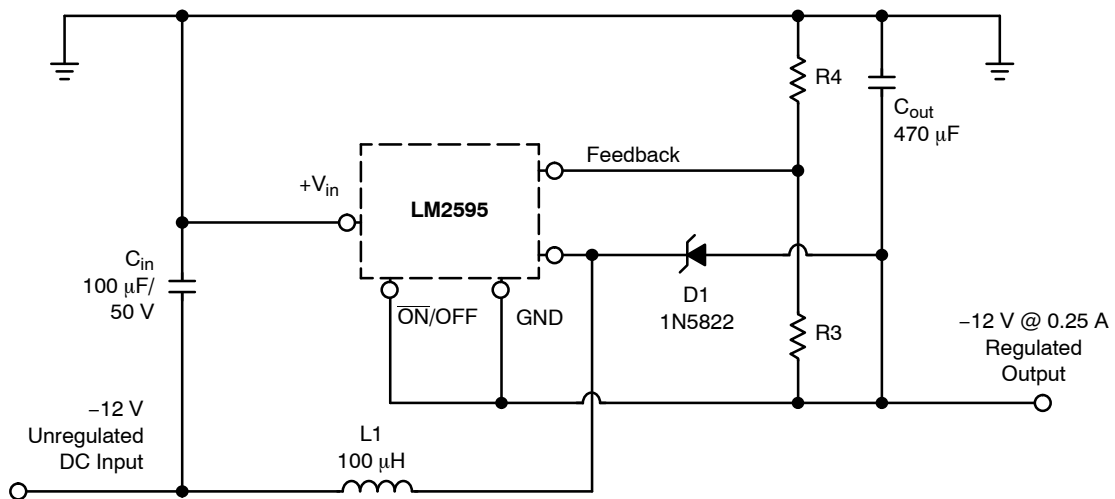 R4
C_out
470 μF
Feedback
+V_in
LM2595
C_in
100 μF/
50 V
D1
1N5822
O̅N̅/OFF
GND
R3
–12 V @ 0.25 A
Regulated
Output
–12 V
Unregulated
DC Input
L1
100 μH